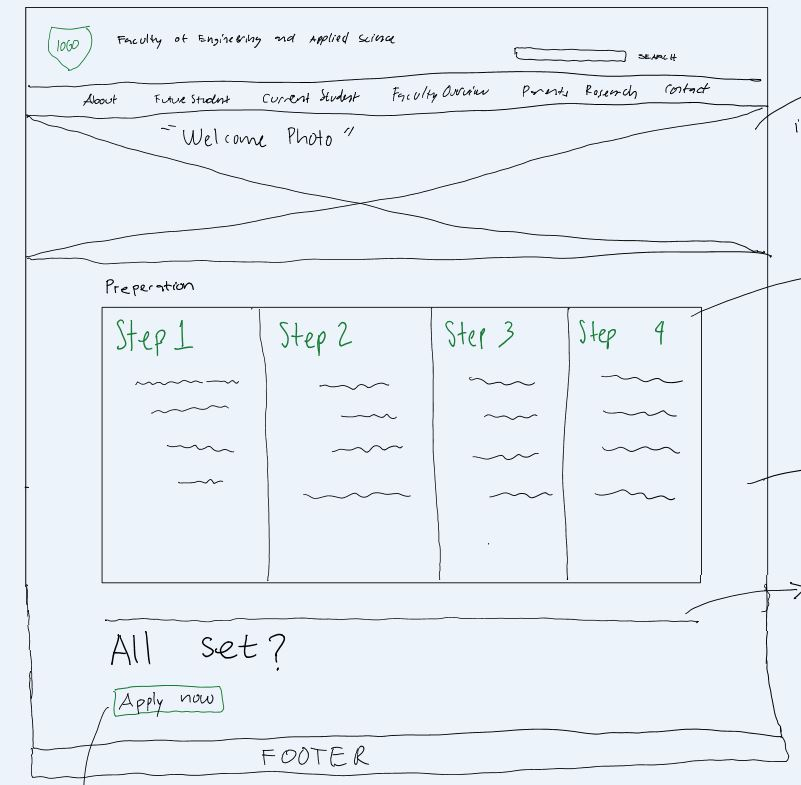 LOGO
Faculty of Engineering and Applied Science
SEARCH
About Future Student Current Student Faculty Overview Parents Research Contact
"Welcome Photo"
Preperation
Step 1 Step 2 Step 3 Step 4
All set?
Apply now
FOOTER